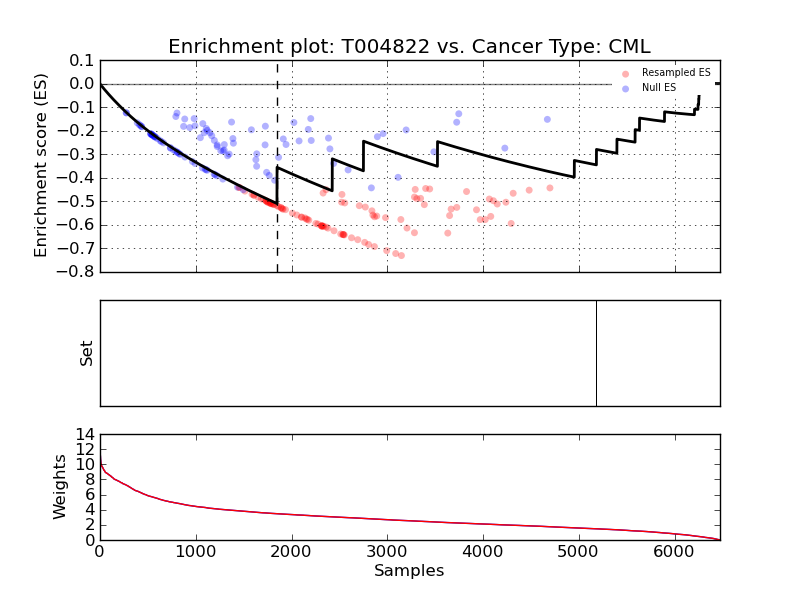 Enrichment plot: T004822 vs. Cancer Type: CML
Enrichment score (ES)
0.1
0.0
−0.1
−0.2
−0.3
−0.4
−0.5
−0.6
−0.7
−0.8
Resampled ES
Null ES
Set
Weights
14
12
10
8
6
4
2
0
0 1000 2000 3000 4000 5000 6000
Samples